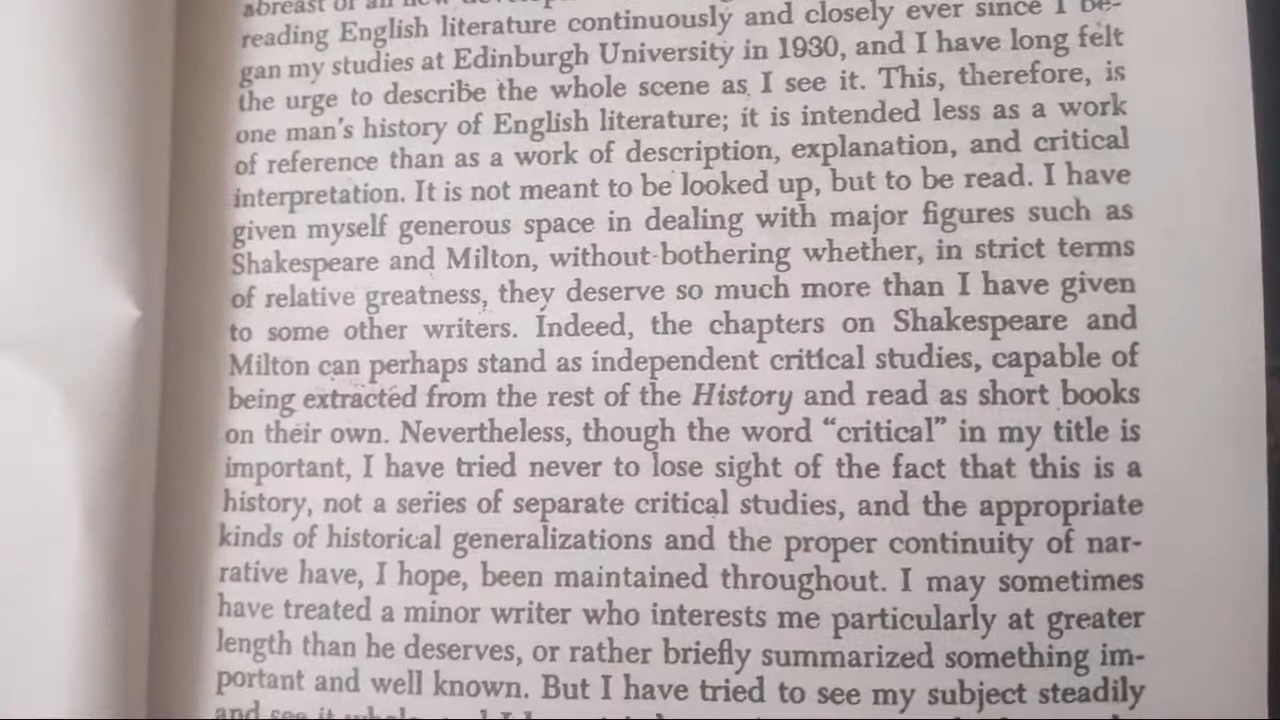 abreast of
reading English literature continuously and closely ever since I be-
gan my studies at Edinburgh University in 1930, and I have long felt
the urge to describe the whole scene as I see it. This, therefore, is
one man's history of English literature; it is intended less as a work
of reference than as a work of description, explanation, and critical
interpretation. It is not meant to be looked up, but to be read. I have
given myself generous space in dealing with major figures such as
Shakespeare and Milton, without bothering whether, in strict terms
of relative greatness, they deserve so much more than I have given
to some other writers. Indeed, the chapters on Shakespeare and
Milton can perhaps stand as independent critical studies, capable of
being extracted from the rest of the History and read as short books
on their own. Nevertheless, though the word “critical” in my title is
important, I have tried never to lose sight of the fact that this is a
history, not a series of separate critical studies, and the appropriate
kinds of historical generalizations and the proper continuity of nar-
rative have, I hope, been maintained throughout. I may sometimes
have treated a minor writer who interests me particularly at greater
length than he deserves, or rather briefly summarized something im-
portant and well known. But I have tried to see my subject steadily
and see it